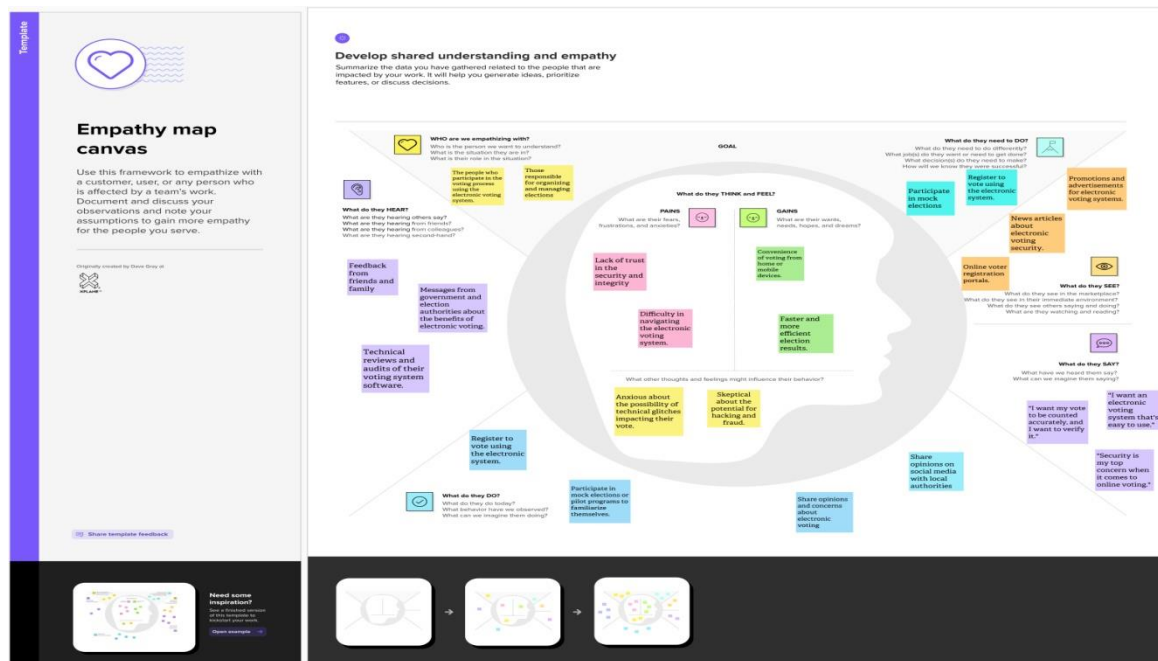 Template
Empathy map
canvas
Use this framework to empathize with
a customer, user, or any person who
is affected by a team's work.
Document and discuss your
observations and note your
assumptions to gain more empathy
for the people you serve.
Originally created by Dave Gray at
XPLANE
Share template feedback
Need some
inspiration?
See a finished version
of this template to
kickstart your work.
Open example
Develop shared understanding and empathy
Summarize the data you have gathered related to the people that are
impacted by your work. It will help you generate ideas, prioritize
features, or discuss decisions.
WHO are we empathizing with?
Who is the person we want to understand?
What is the situation they are in?
What is their role in the situation?
The people who
participate in the
voting process
using the
electronic voting
system.
Those
responsible
for organizing
and managing
elections
GOAL
What do they need to DO?
What do they need to do differently?
What job(s) do they want or need to get done?
What decision(s) do they need to make?
How will we know they were successful?
Participate
in mock
elections
Register to
vote using
the electronic
system.
Promotions and
advertisements
for electronic
voting systems.
News articles
about
electronic
voting
security.
Online voter
registration
portals.
What do they SEE?
What do they see in the marketplace?
What do they see in their immediate environment?
What do they see others saying and doing?
What are they watching and reading?
What do they HEAR?
What are they hearing others say?
What are they hearing from friends?
What are they hearing from colleagues?
What are they hearing second-hand?
Feedback
from
friends and
family
Messages from
government and
election
authorities about
the benefits of
electronic voting.
Technical
reviews and
audits of their
voting system
software.
What do they THINK and FEEL?
PAINS
What are their fears,
frustrations, and anxieties?
Lack of trust
in the
security and
integrity
Difficulty in
navigating
the electronic
voting
system.
GAINS
What are their wants,
needs, hopes, and dreams?
Convenience
of voting from
home or
mobile
devices.
Faster and
more
efficient
election
results.
What other thoughts and feelings might influence their behavior?
Anxious about
the possibility of
technical glitches
impacting their
vote.
Skeptical
about the
potential for
hacking and
fraud.
What do they SAY?
What have we heard them say?
What can we imagine them saying?
"I want my vote
to be counted
accurately, and
I want to verify
it."
"I want an
electronic
voting
system that's
easy to use."
"Security is
my top
concern when
it comes to
online voting."
Register to
vote using
the electronic
system.
What do they DO?
What do they do today?
What behavior have we observed?
What can we imagine them doing?
Participate in
mock elections or
pilot programs to
familiarize
themselves.
Share opinions
and concerns
about
electronic
voting
Share
opinions on
social media
with local
authorities